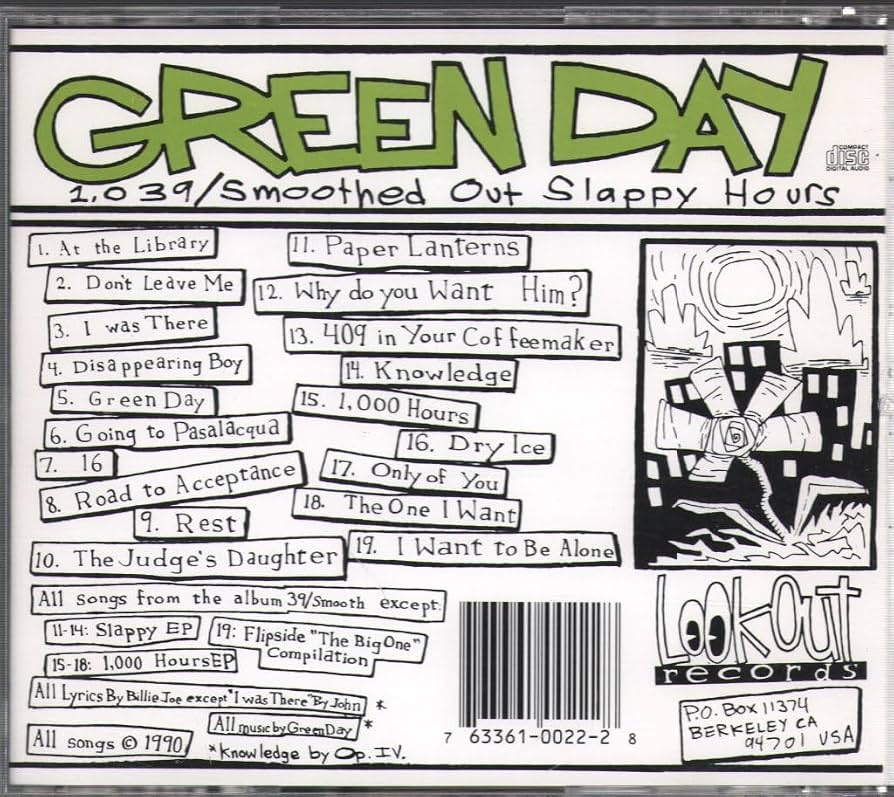 GREEN DAY
COMPACT
disc
DIGITAL AUDIO
1,039/Smoothed Out Slappy Hours
1. At the Library
2. Don't Leave Me
3. I was There
4. Disappearing Boy
5. Green Day
6. Going to Pasalacqua
7. 16
8. Road to Acceptance
9. Rest
10. The Judge's Daughter
11. Paper Lanterns
12. Why do you Want Him?
13. 409 in Your Coffeemaker
14. Knowledge
15. 1,000 Hours
16. Dry Ice
17. Only of You
18. The One I Want
19. I Want to Be Alone
All songs from the album 39/Smooth except:
11-14: Slappy EP
15-18: 1,000 Hours EP
19: Flipside "The Big One"
Compilation
All Lyrics By Billie Joe except "I was There" By John *
All music by Green Day *
All songs © 1990
*Knowledge by Op. IV.
7 63361-0022-2 8
Lookout
records
P.O. Box 11374
BERKELEY CA
94701 USA